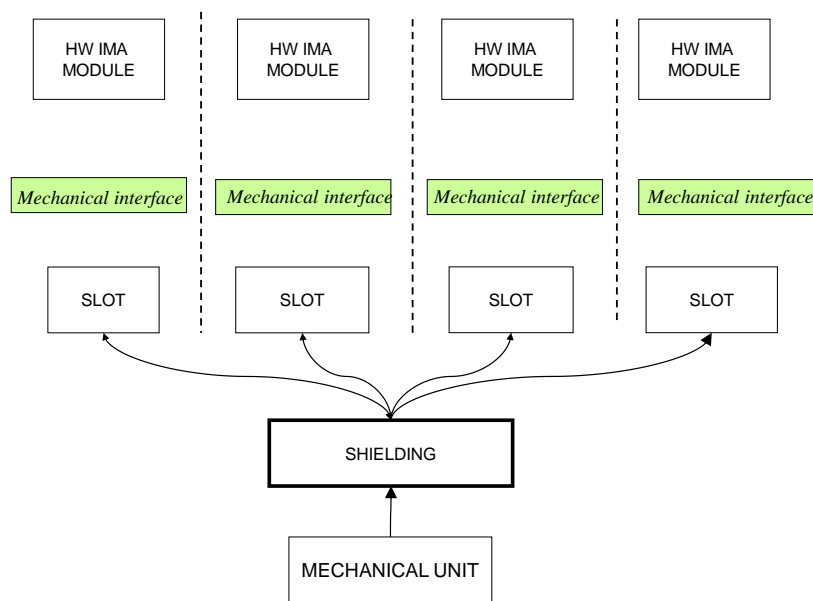 HW IMA
MODULE
HW IMA
MODULE
HW IMA
MODULE
HW IMA
MODULE
Mechanical interface
Mechanical interface
Mechanical interface
Mechanical interface
SLOT
SLOT
SLOT
SLOT
SHIELDING
MECHANICAL UNIT